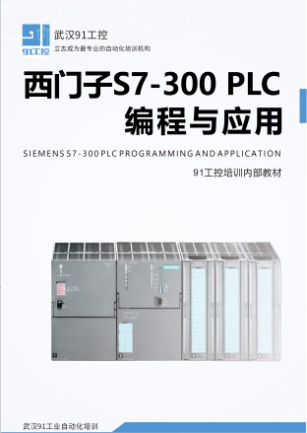 91工控
武汉91工控
立志成为最专业的自动化培训机构
西门子S7-300 PLC
编程与应用
SIEMENS S7-300 PLC PROGRAMMING AND APPLICATION
91工控培训内部教材
SIEMENS
武汉91工业自动化培训